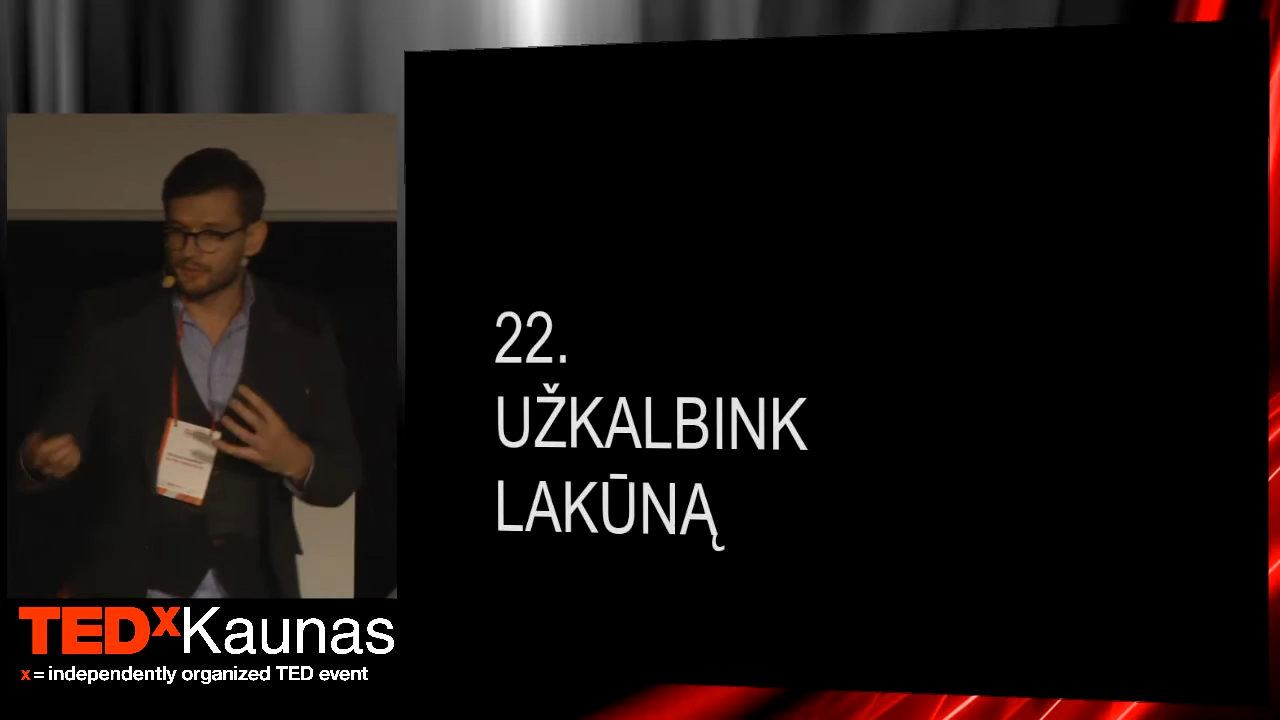 22.
UŽKALBINK
LAKŪNĄ
TEDxKaunas
x = independently organized TED event